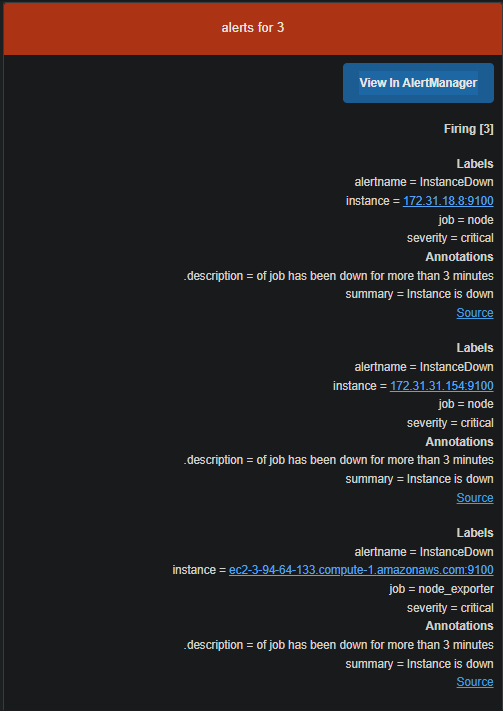 alerts for 3
View In AlertManager
Firing [3]
Labels
alertname = InstanceDown
instance = 172.31.18.8:9100
job = node
severity = critical
Annotations
.description = of job has been down for more than 3 minutes
summary = Instance is down
Source
Labels
alertname = InstanceDown
instance = 172.31.31.154:9100
job = node
severity = critical
Annotations
.description = of job has been down for more than 3 minutes
summary = Instance is down
Source
Labels
alertname = InstanceDown
instance = ec2-3-94-64-133.compute-1.amazonaws.com:9100
job = node_exporter
severity = critical
Annotations
.description = of job has been down for more than 3 minutes
summary = Instance is down
Source